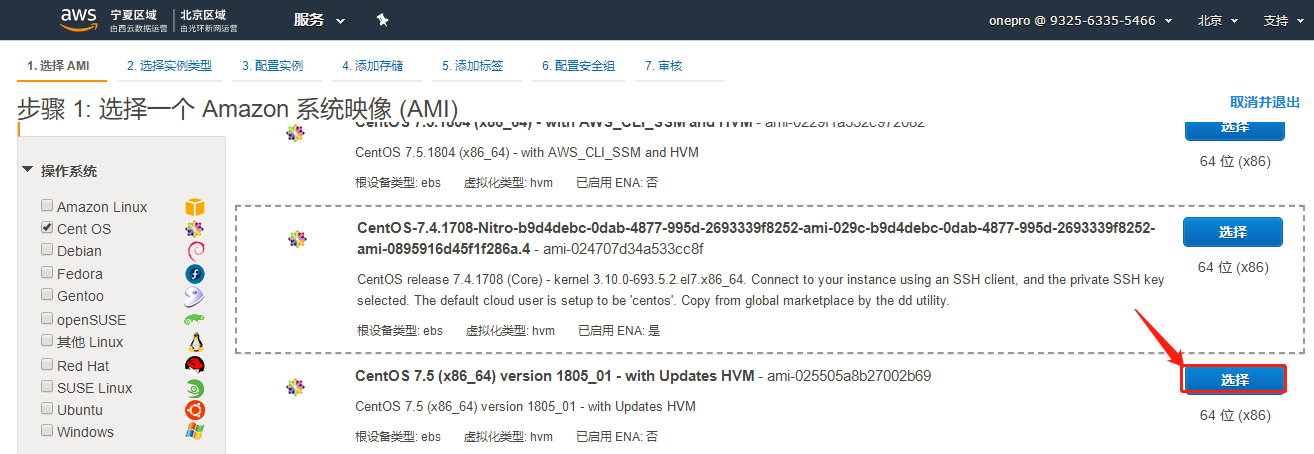 aws 宁夏区域 北京区域 服务 onepro @ 9325-6335-5466 北京 支持
由西云数据运营 由光环新网运营
1. 选择 AMI 2. 选择实例类型 3. 配置实例 4. 添加存储 5. 添加标签 6. 配置安全组 7. 审核
步骤 1: 选择一个 Amazon 系统映像 (AMI)
取消并退出
操作系统
Amazon Linux
Cent OS
Debian
Fedora
Gentoo
openSUSE
其他 Linux
Red Hat
SUSE Linux
Ubuntu
Windows
CentOS 7.5.1804 (x86_64) - with AWS_CLI_SSM and HVM
选择
CentOS 7.5.1804 (x86_64) - with AWS_CLI_SSM and HVM
64 位 (x86)
根设备类型: ebs 虚拟化类型: hvm 已启用 ENA: 否
CentOS-7.4.1708-Nitro-b9d4debc-0dab-4877-995d-2693339f8252-ami-029c-b9d4debc-0dab-4877-995d-2693339f8252-
ami-0895916d45f1f286a.4 - ami-024707d34a533cc8f
选择
64 位 (x86)
CentOS release 7.4.1708 (Core) - kernel 3.10.0-693.5.2.el7.x86_64. Connect to your instance using an SSH client, and the private SSH key
selected. The default cloud user is setup to be 'centos'. Copy from global marketplace by the dd utility.
根设备类型: ebs 虚拟化类型: hvm 已启用 ENA: 是
CentOS 7.5 (x86_64) version 1805_01 - with Updates HVM - ami-025505a8b27002b69
选择
CentOS 7.5 (x86_64) version 1805_01 - with Updates HVM
64 位 (x86)
根设备类型: ebs 虚拟化类型: hvm 已启用 ENA: 否